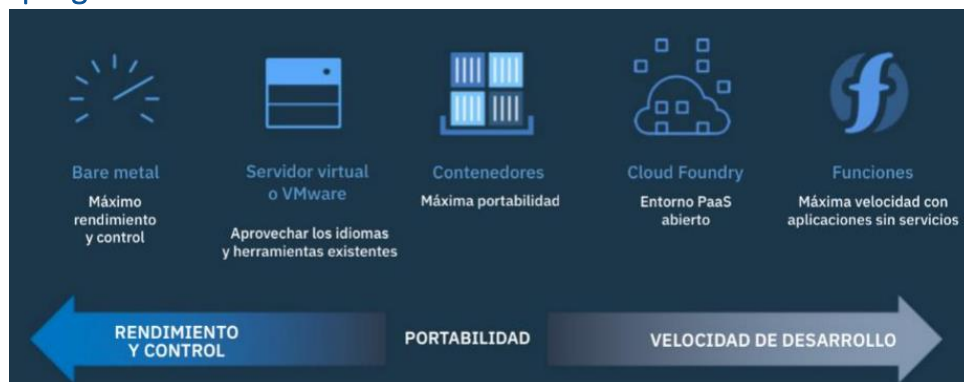 Bare metal
Máximo
rendimiento
y control
Servidor virtual
o VMware
Aprovechar los idiomas
y herramientas existentes
Contenedores
Máxima portabilidad
Cloud Foundry
Entorno PaaS
abierto
Funciones
Máxima velocidad con
aplicaciones sin servicios
RENDIMIENTO
Y CONTROL
PORTABILIDAD
VELOCIDAD DE DESARROLLO